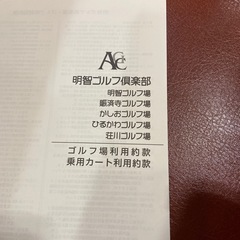 ACC
明智ゴルフ倶楽部
明智ゴルフ場
賑済寺ゴルフ場
かしおゴルフ場
ひるかわゴルフ場
荘川ゴルフ場
ゴルフ場利用約款
乗用カート利用約款